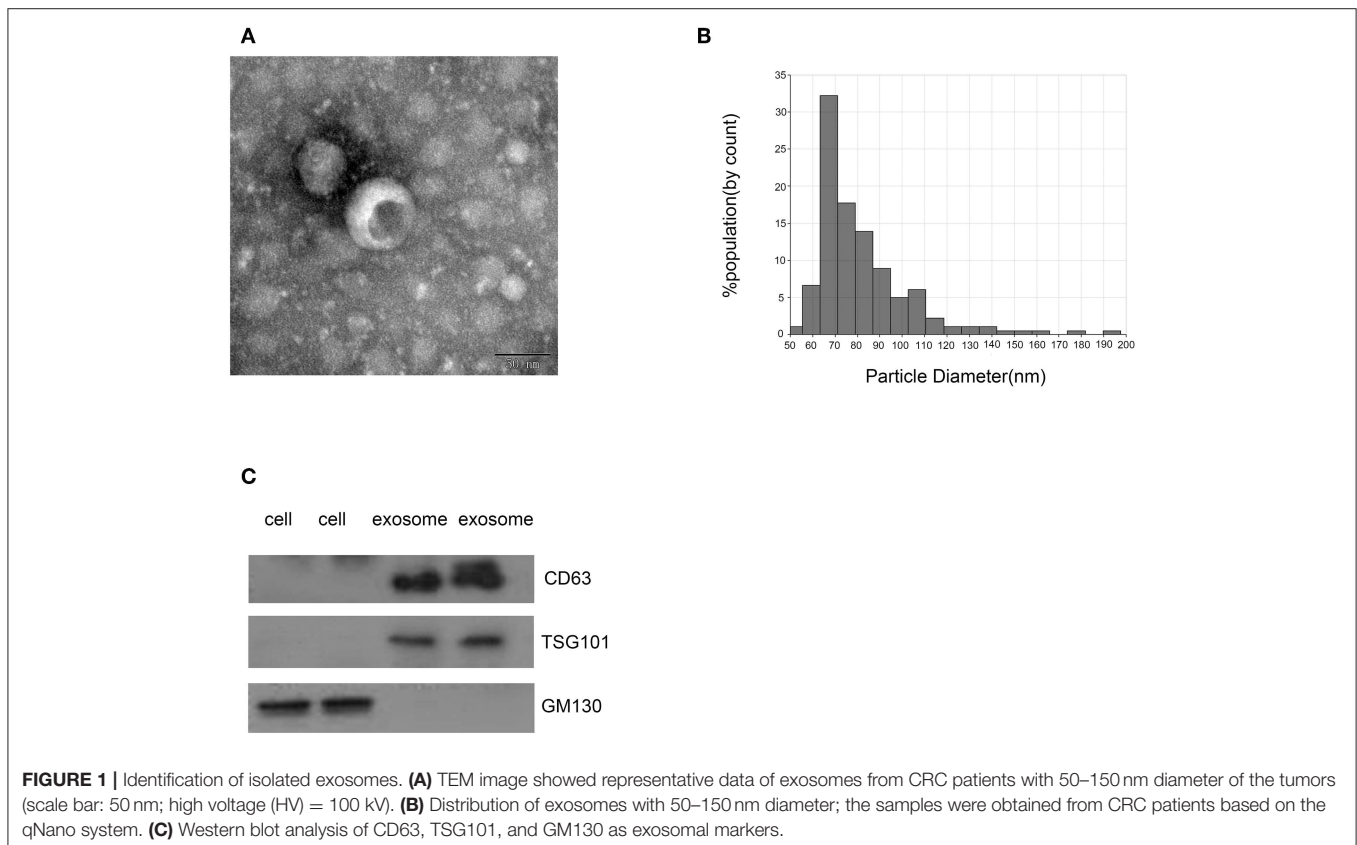 A
50 nm
B
%population(by count)
35
30
25
20
15
10
5
0
50 60 70 80 90 100 110 120 130 140 150 160 170 180 190 200
Particle Diameter(nm)
C
cell cell exosome exosome
CD63
TSG101
GM130
FIGURE 1 | Identification of isolated exosomes. (A) TEM image showed representative data of exosomes from CRC patients with 50–150 nm diameter of the tumors
(scale bar: 50 nm; high voltage (HV) = 100 kV). (B) Distribution of exosomes with 50–150 nm diameter; the samples were obtained from CRC patients based on the
qNano system. (C) Western blot analysis of CD63, TSG101, and GM130 as exosomal markers.